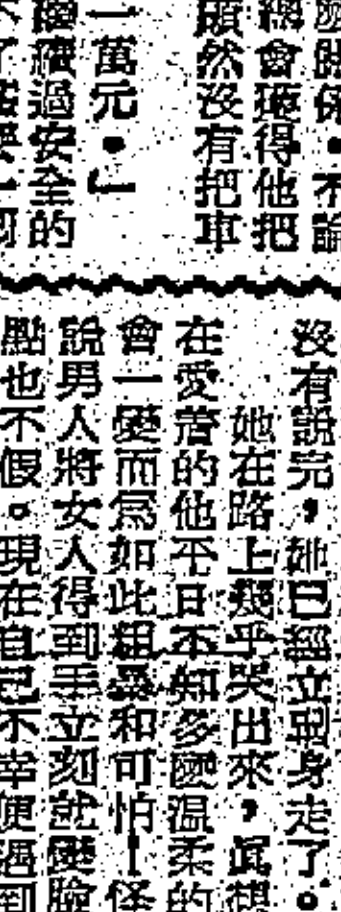 麼關係。不論
會碰得他把
顯然沒有把車
一萬元。」
過安全的
沒有說完，她已經立起身走了。
她在路上幾乎哭出來，眞想
在愛着的他平日不知多麼溫柔的
會一變而爲如此粗暴和可怕！怪
說男人將女人得到手立刻就變臉
點也不假。現在自己不幸便遇到